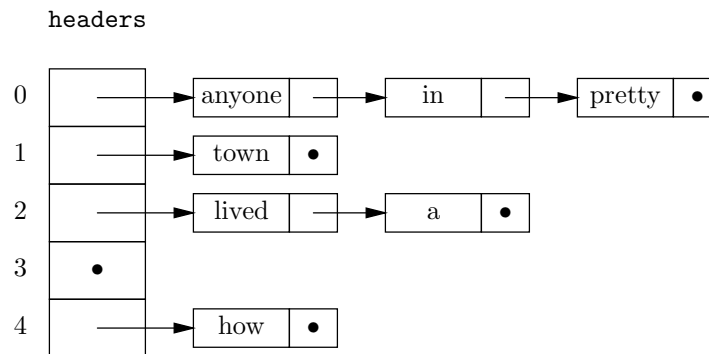 headers
0 anyone in pretty
1 town
2 lived a
3
4 how